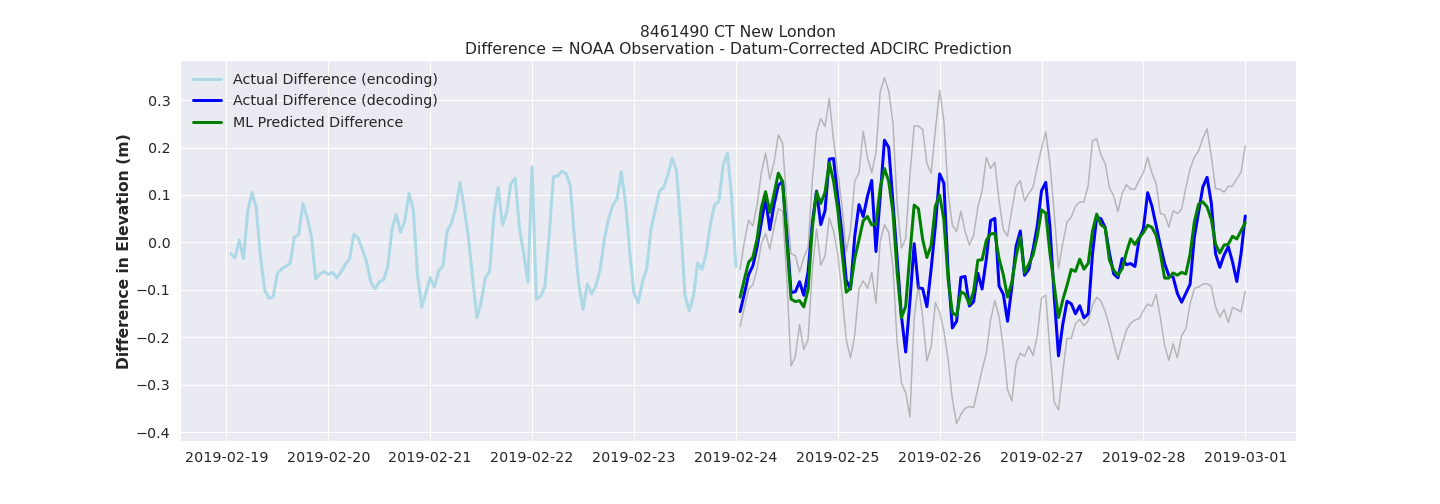 8461490 CT New London
Difference = NOAA Observation - Datum-Corrected ADCIRC Prediction
Actual Difference (encoding)
Actual Difference (decoding)
ML Predicted Difference
Difference in Elevation (m)
0.3
0.2
0.1
0.0
−0.1
−0.2
−0.3
−0.4
2019-02-19 2019-02-20 2019-02-21 2019-02-22 2019-02-23 2019-02-24 2019-02-25 2019-02-26 2019-02-27 2019-02-28 2019-03-01